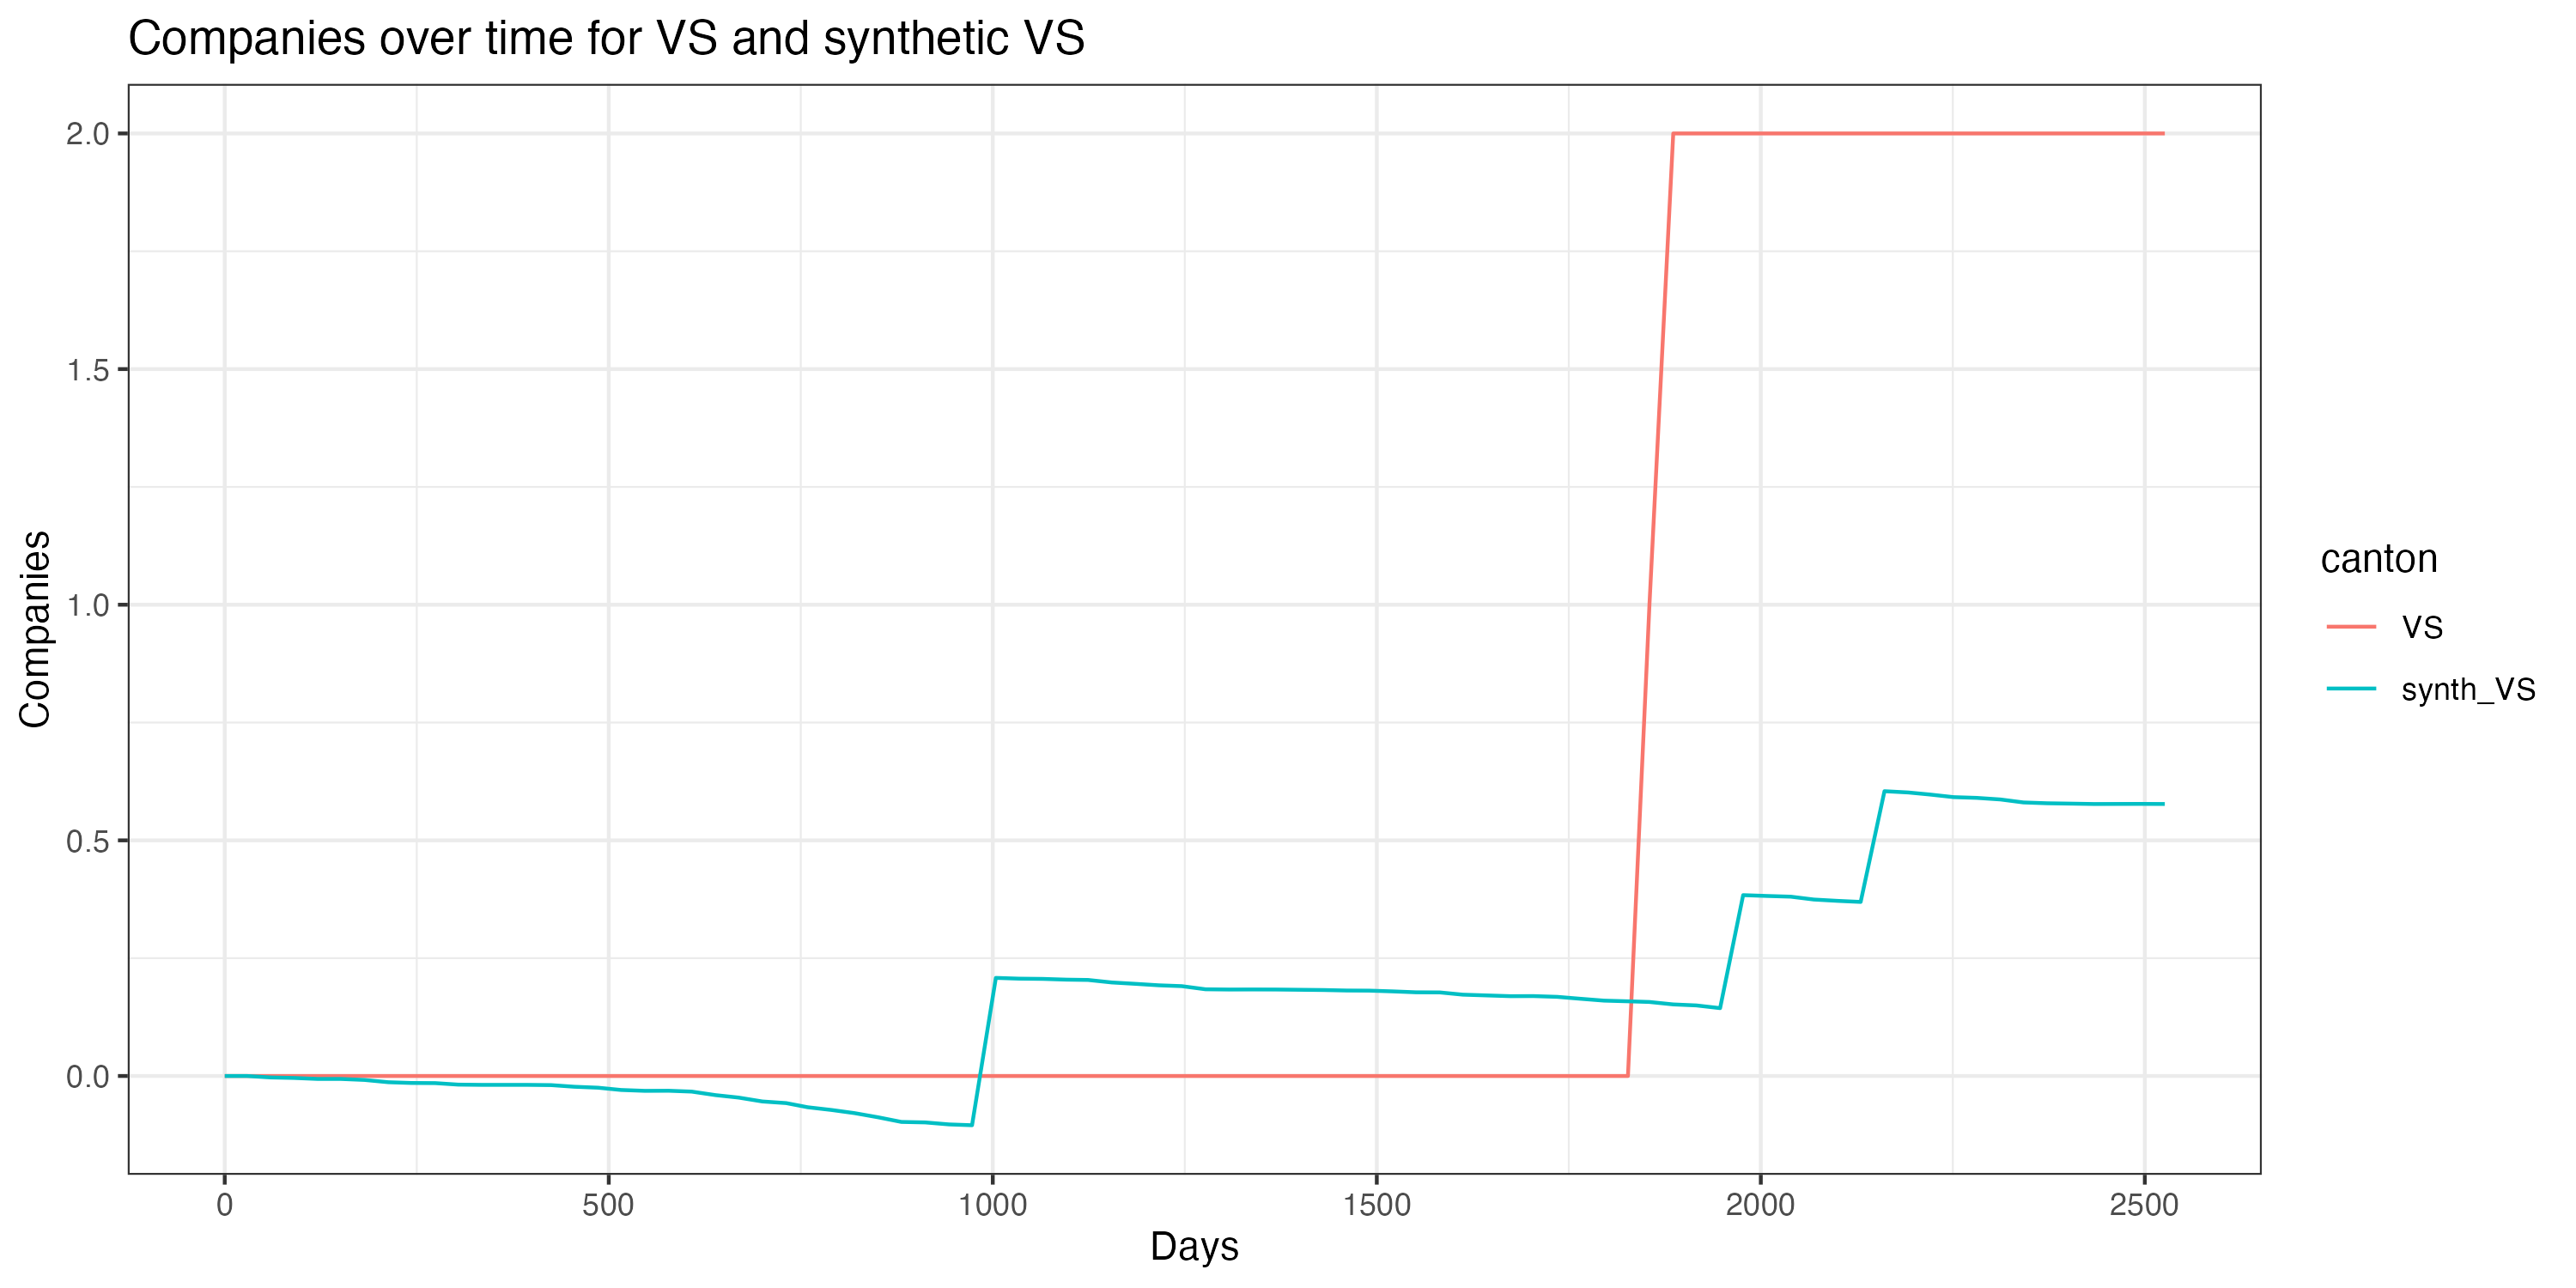 Companies over time for VS and synthetic VS
Companies
2.0
1.5
1.0
0.5
0.0
0 500 1000 1500 2000 2500
Days
canton
VS
synth_VS